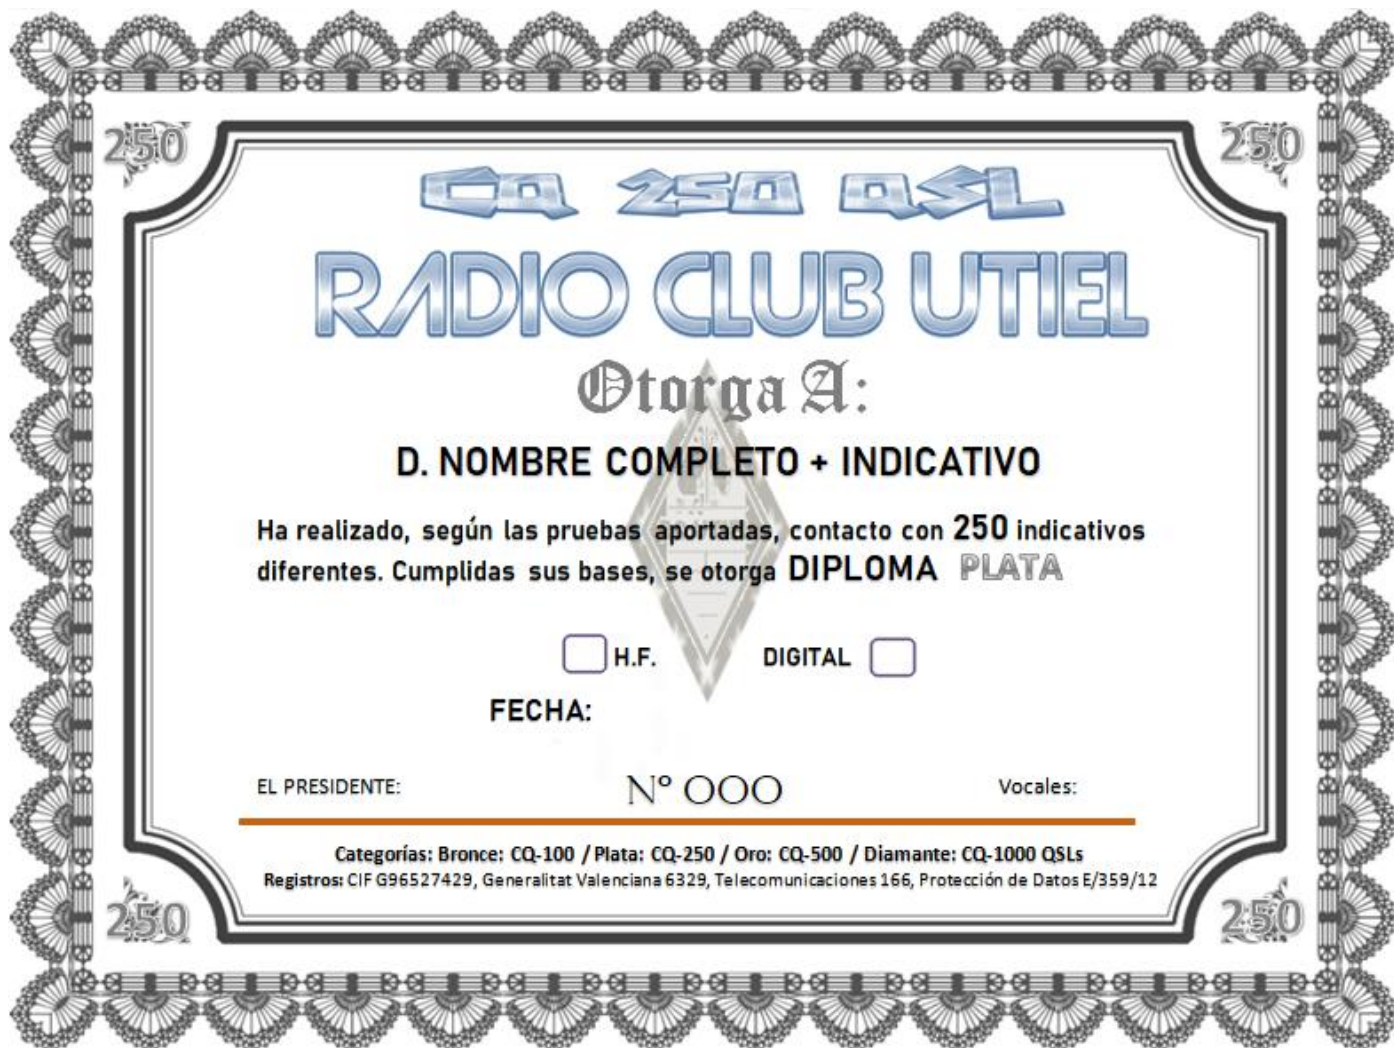 250
250
CQ 250 QSL
RADIO CLUB UTIEL
Otorga A:
D. NOMBRE COMPLETO + INDICATIVO
Ha realizado, según las pruebas aportadas, contacto con 250 indicativos
diferentes. Cumplidas sus bases, se otorga DIPLOMA PLATA
H.F. DIGITAL
FECHA:
EL PRESIDENTE: Nº 000 Vocales:
Categorías: Bronce: CQ-100 / Plata: CQ-250 / Oro: CQ-500 / Diamante: CQ-1000 QSLs
Registros: CIF G96527429, Generalitat Valenciana 6329, Telecomunicaciones 166, Protección de Datos E/359/12
250
250